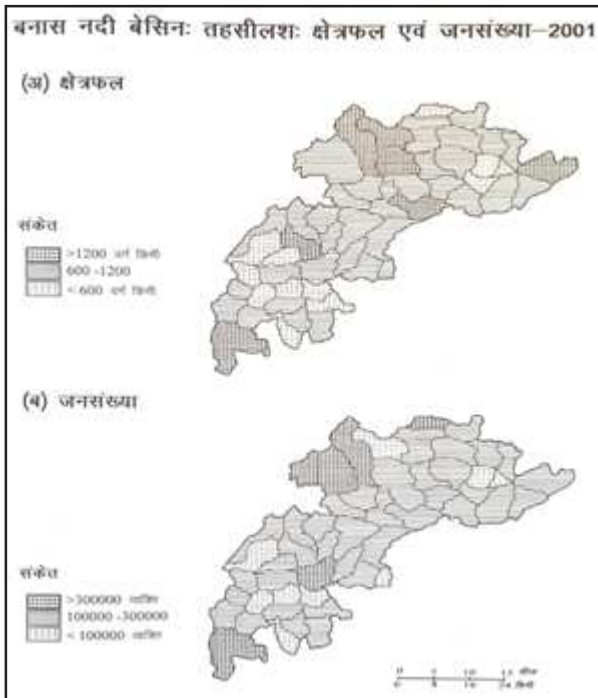 बनास नदी बेसिनः तहसीलशः क्षेत्रफल एवं जनसंख्या–2001
(अ) क्षेत्रफल
संकेत
>1200 वर्ग किमी
600 -1200
< 600 वर्ग किमी
(ब) जनसंख्या
संकेत
>300000 व्यक्ति
100000 -300000
< 100000 व्यक्ति